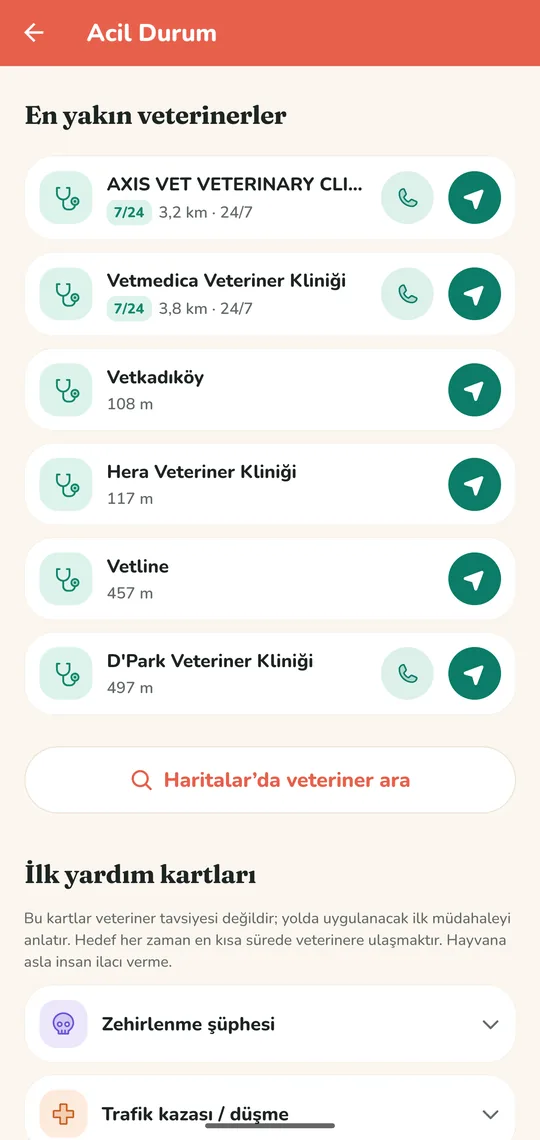 Acil Durum
En yakın veterinerler
AXIS VET VETERINARY CLI...
7/24 3,2 km · 24/7
Vetmedica Veteriner Kliniği
7/24 3,8 km · 24/7
Vetkadıköy
108 m
Hera Veteriner Kliniği
117 m
Vetline
457 m
D'Park Veteriner Kliniği
497 m
Haritalar’da veteriner ara
İlk yardım kartları
Bu kartlar veteriner tavsiyesi değildir; yolda uygulanacak ilk müdahaleyi
anlatır. Hedef her zaman en kısa sürede veterinere ulaşmaktır. Hayvana
asla insan ilacı verme.
Zehirlenme şüphesi
Trafik kazası / düşme